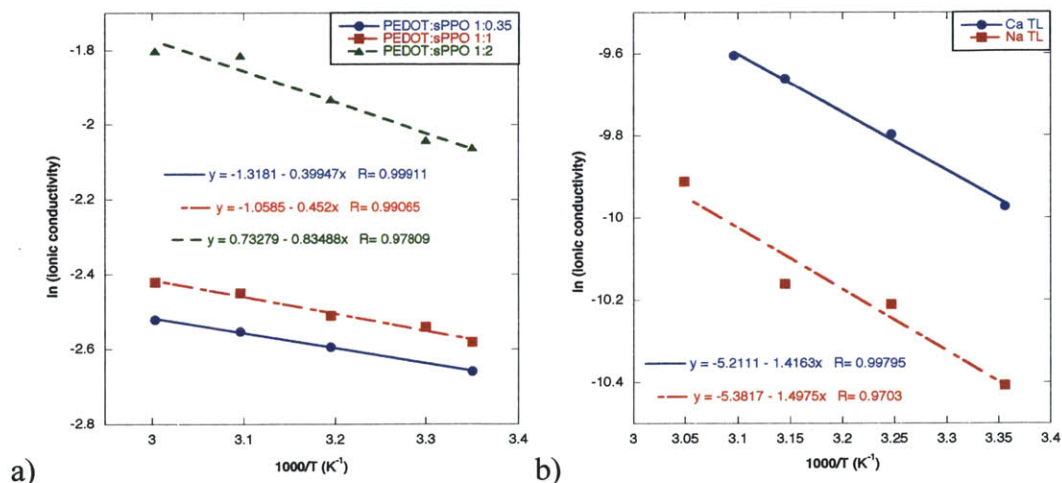 PEDOT:sPPO 1:0.35
PEDOT:sPPO 1:1
PEDOT:sPPO 1:2
-1.8
-2
-2.2
-2.4
-2.6
-2.8
ln (ionic conductivity)
y = -1.3181 - 0.39947x R= 0.99911
y = -1.0585 - 0.452x R= 0.99065
y = 0.73279 - 0.83488x R= 0.97809
3 3.1 3.2 3.3 3.4
1000/T (K⁻¹)
a)
Ca TL
Na TL
-9.6
-9.8
-10
-10.2
-10.4
ln (ionic conductivity)
y = -5.2111 - 1.4163x R= 0.99795
y = -5.3817 - 1.4975x R= 0.9703
3 3.05 3.1 3.15 3.2 3.25 3.3 3.35 3.4
1000/T (K⁻¹)
b)